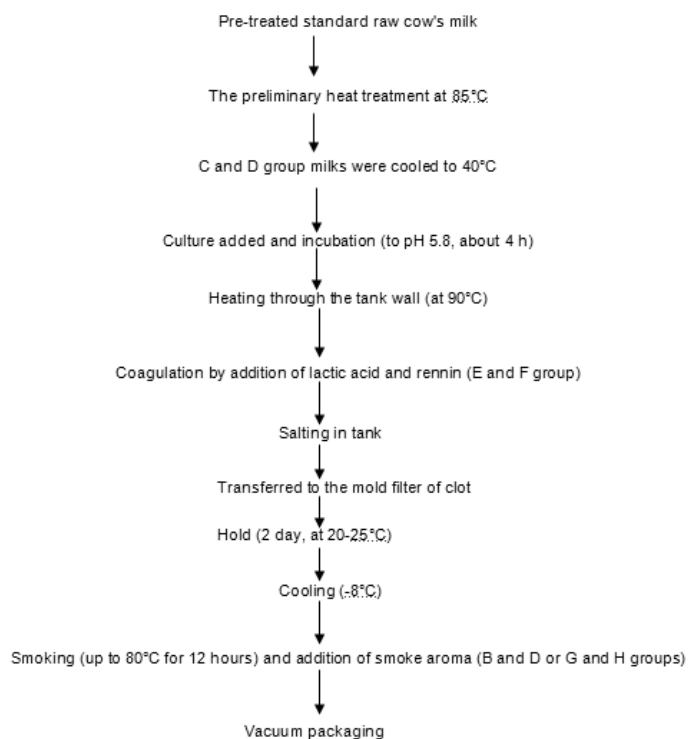 Pre-treated standard raw cow's milk
The preliminary heat treatment at 85°C
C and D group milks were cooled to 40°C
Culture added and incubation (to pH 5.8, about 4 h)
Heating through the tank wall (at 90°C)
Coagulation by addition of lactic acid and rennin (E and F group)
Salting in tank
Transferred to the mold filter of clot
Hold (2 day, at 20-25°C)
Cooling (-8°C)
Smoking (up to 80°C for 12 hours) and addition of smoke aroma (B and D or G and H groups)
Vacuum packaging